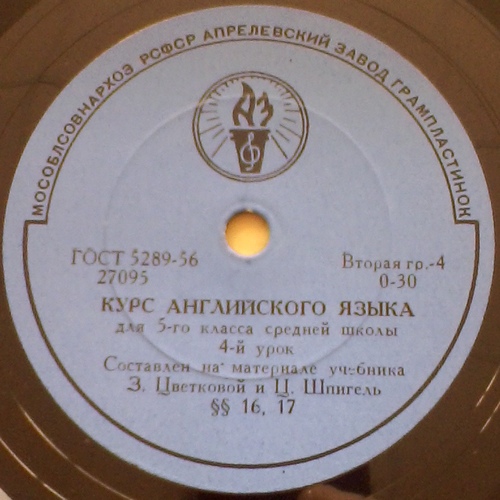 МОСОБЛСОВНАРХОЗ РСФСР АПРЕЛЕВСКИЙ ЗАВОД ГРАМПЛАСТИНОК
АЗ
ГОСТ 5289-56
27095
Вторая гр.-4
0-30
КУРС АНГЛИЙСКОГО ЯЗЫКА
для 5-го класса средней школы
4-й урок
Составлен на материале учебника
З. Цветковой и Ц. Шпигель
§§ 16, 17